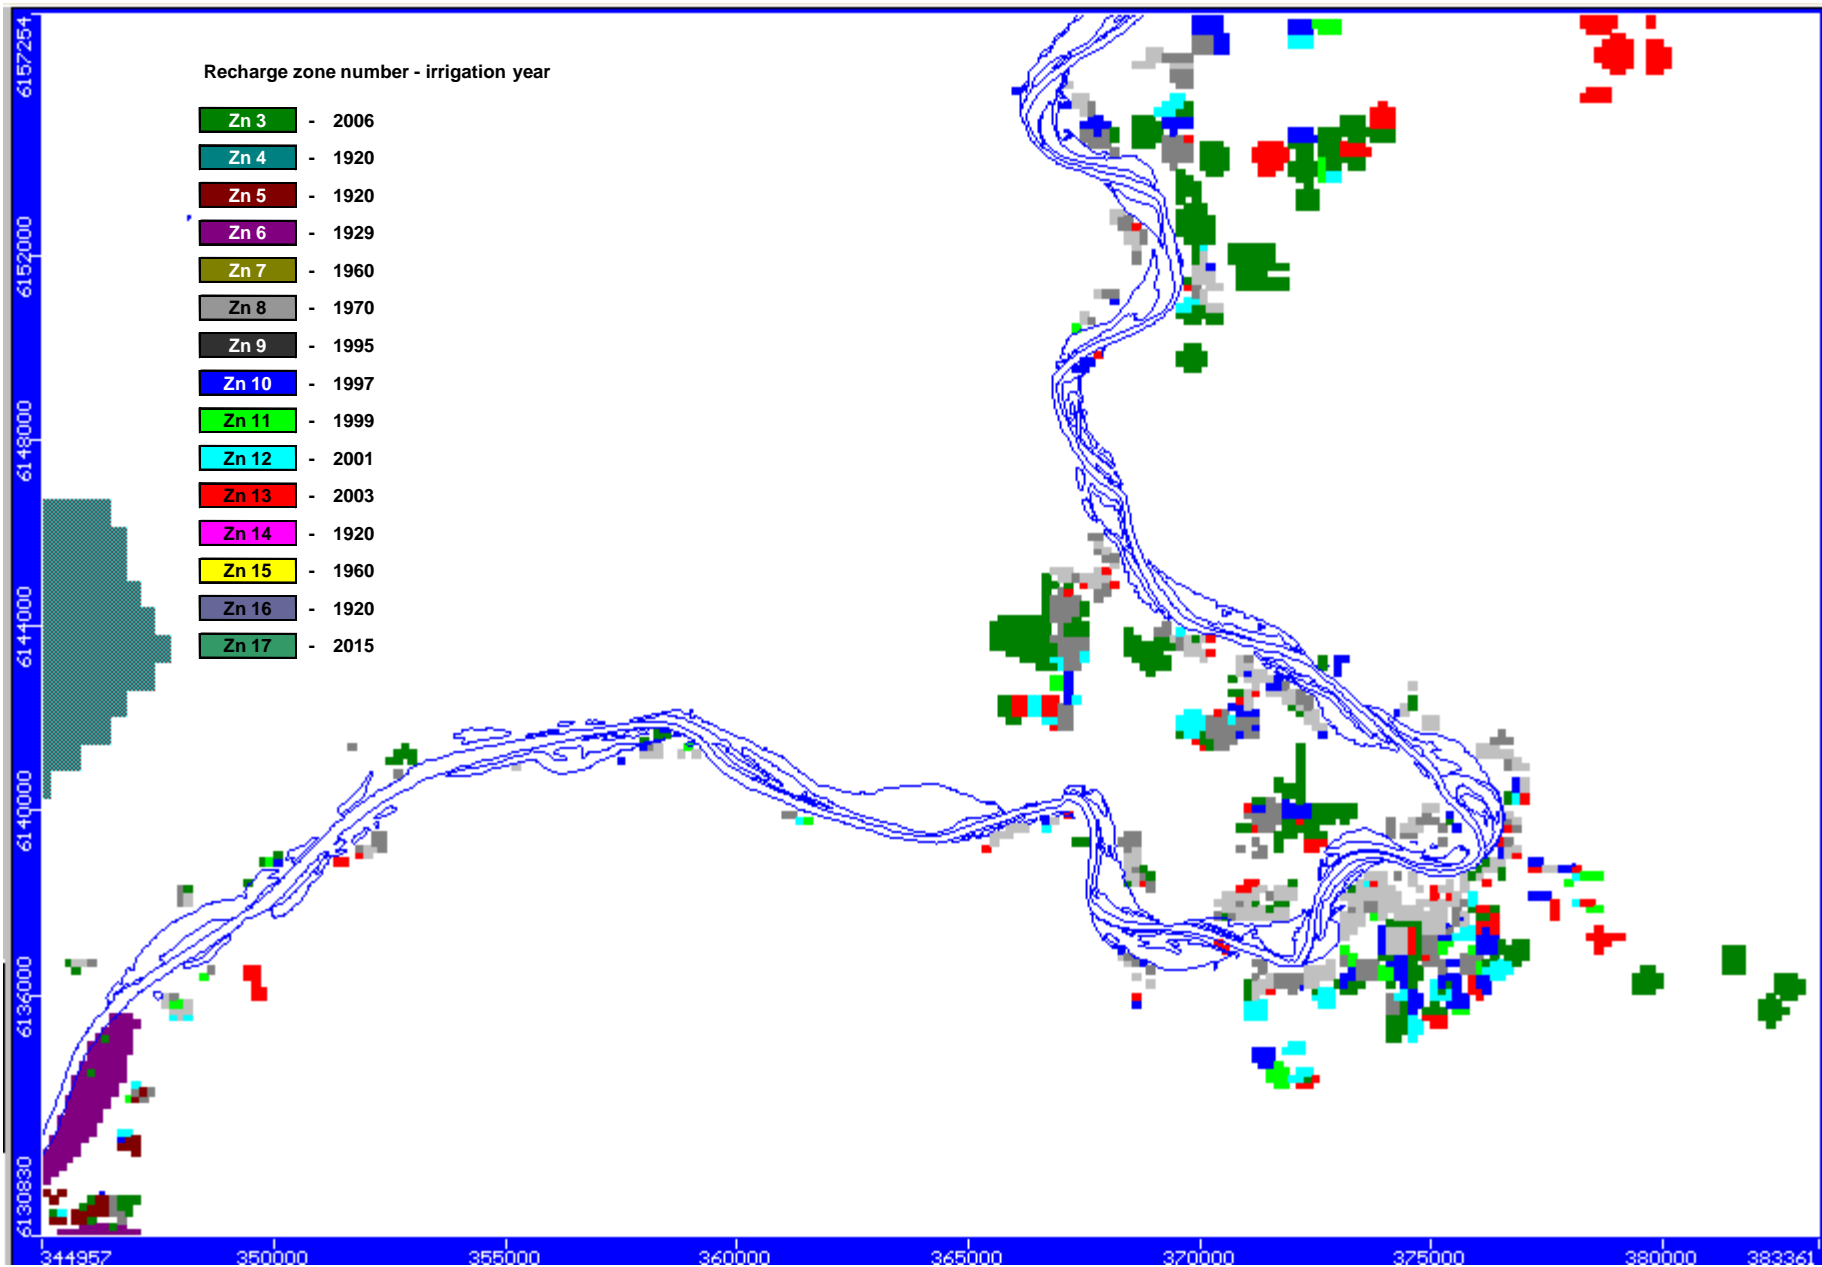 Recharge zone number - irrigation year
Zn 3 - 2006
Zn 4 - 1920
Zn 5 - 1920
Zn 6 - 1929
Zn 7 - 1960
Zn 8 - 1970
Zn 9 - 1995
Zn 10 - 1997
Zn 11 - 1999
Zn 12 - 2001
Zn 13 - 2003
Zn 14 - 1920
Zn 15 - 1960
Zn 16 - 1920
Zn 17 - 2015
6157254
6152000
6148000
6144000
6140000
6136000
6130830
344957 350000 355000 360000 365000 370000 375000 380000 383361